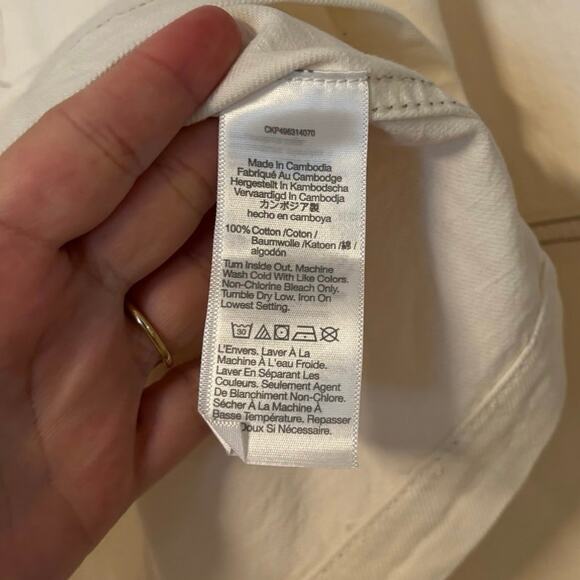 CKP496314070
Made In Cambodia
Fabriqué Au Cambodge
Hergestellt In Kambodscha
Vervaardigd In Cambodja
カンボジア製
hecho en camboya
100% Cotton /Coton /
Baumwolle /Katoen /綿 /
algodón
Turn Inside Out. Machine
Wash Cold With Like Colors.
Non-Chlorine Bleach Only.
Tumble Dry Low. Iron On
Lowest Setting.
30
L'Envers. Laver À La
Machine À L'eau Froide.
Laver En Séparant Les
Couleurs. Seulement Agent
De Blanchiment Non-Chlore.
Sécher À La Machine À
Basse Température. Repasser
Doux Si Nécessaire.